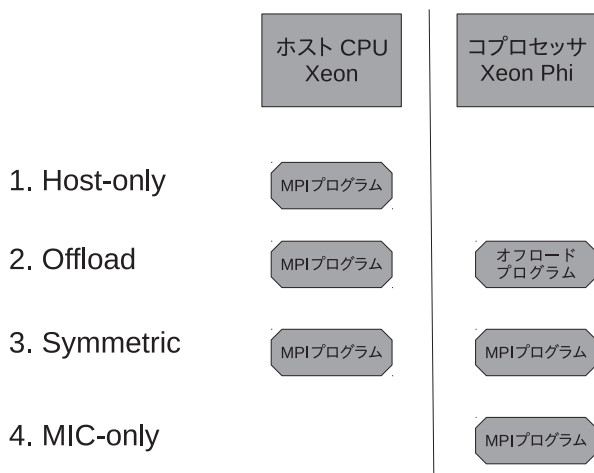 ホスト CPU
Xeon
コプロセッサ
Xeon Phi
1. Host-only
MPIプログラム
2. Offload
MPIプログラム
オフロード
プログラム
3. Symmetric
MPIプログラム
MPIプログラム
4. MIC-only
MPIプログラム